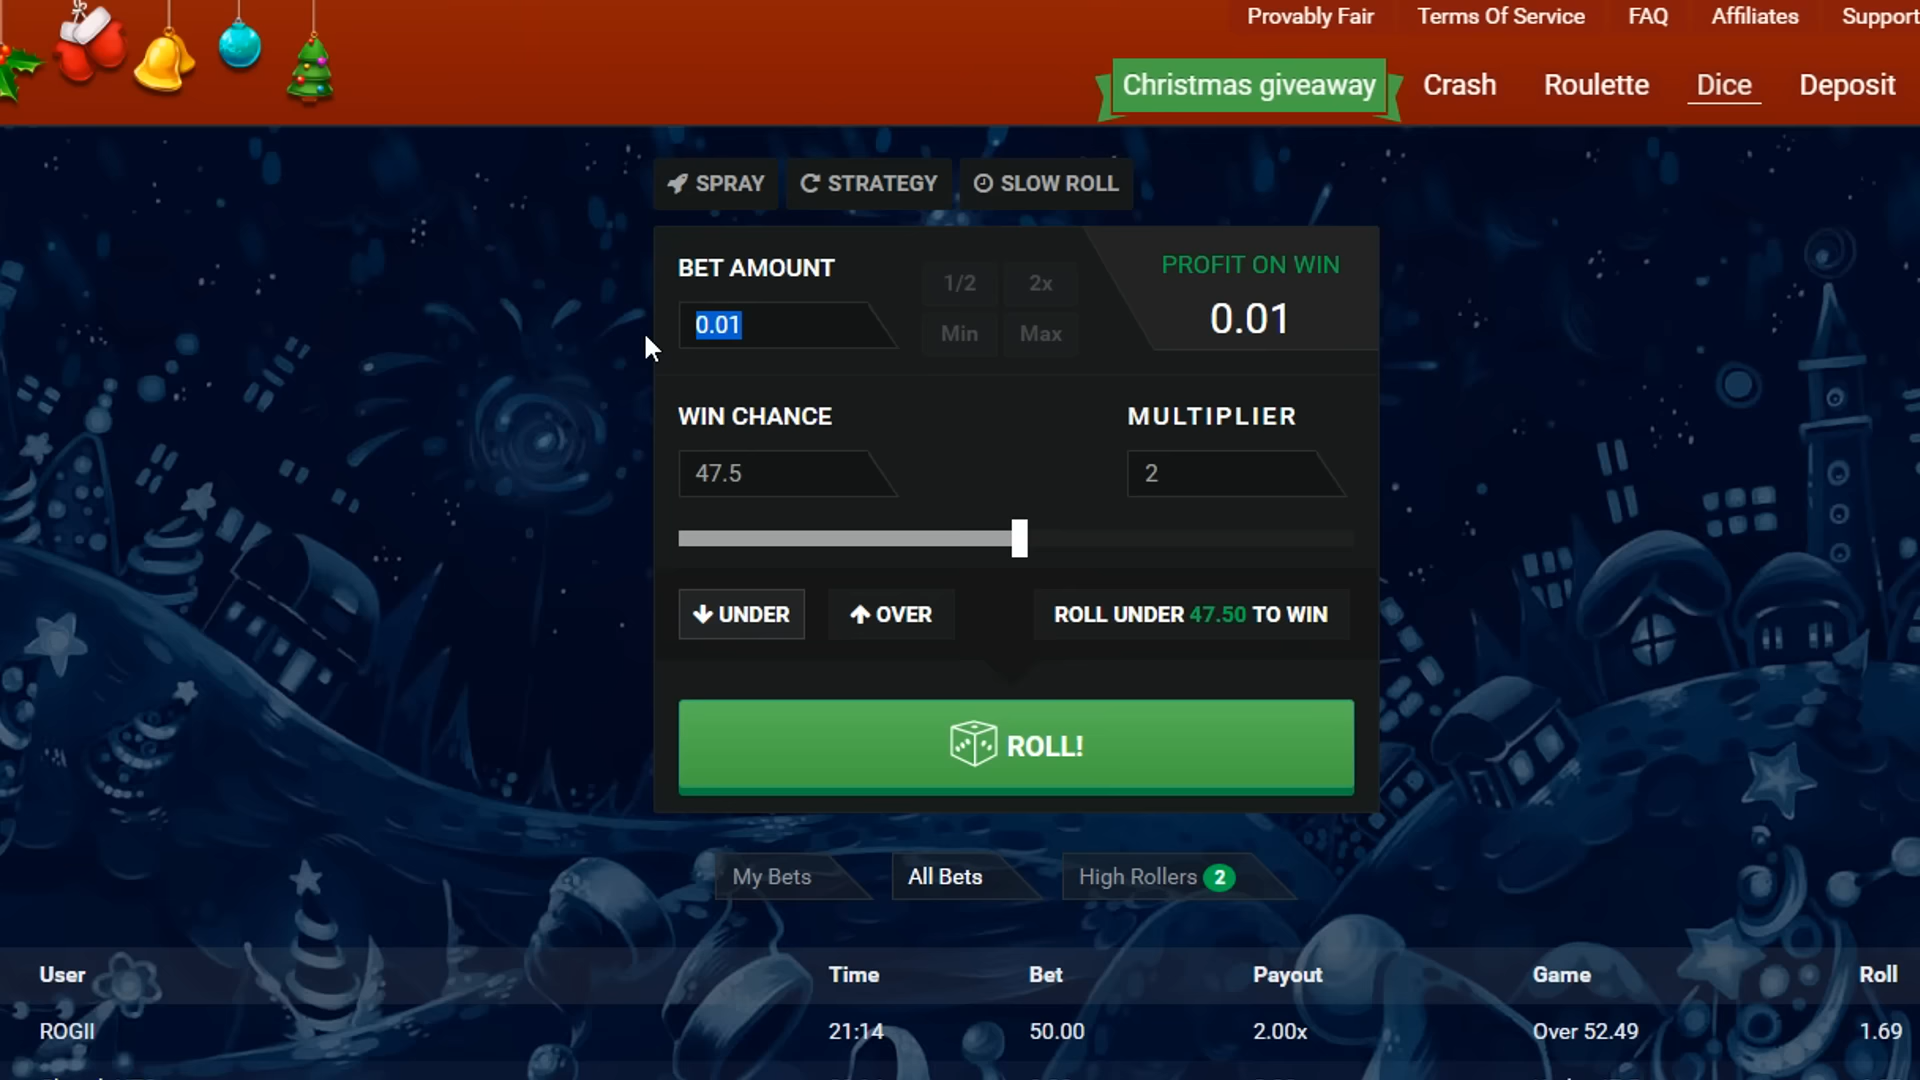 Provably Fair Terms Of Service FAQ Affiliates Support
Christmas giveaway Crash Roulette Dice Deposit
SPRAY STRATEGY SLOW ROLL
BET AMOUNT 1/2 2x PROFIT ON WIN
0.01 Min Max 0.01
WIN CHANCE MULTIPLIER
47.5 2
UNDER OVER ROLL UNDER 47.50 TO WIN
ROLL!
My Bets All Bets High Rollers 2
User Time Bet Payout Game Roll
ROGII 21:14 50.00 2.00x Over 52.49 1.69